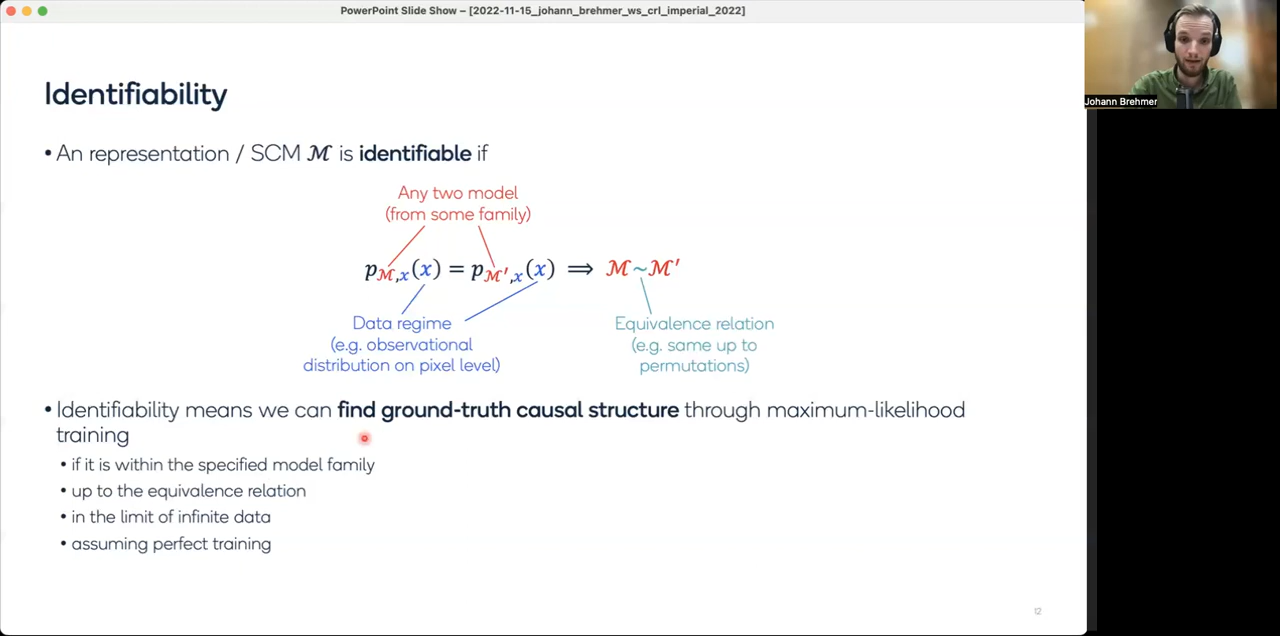 PowerPoint Slide Show – [2022-11-15_johann_brehmer_ws_crl_imperial_2022]
Johann Brehmer
Identifiability
• An representation / SCM ℳ is identifiable if
Any two model
(from some family)
pℳ,x(x) = pℳ′,x(x) ⟹ ℳ~ℳ′
Data regime
(e.g. observational
distribution on pixel level)
Equivalence relation
(e.g. same up to
permutations)
• Identifiability means we can find ground-truth causal structure through maximum-likelihood
training
• if it is within the specified model family
• up to the equivalence relation
• in the limit of infinite data
• assuming perfect training
12